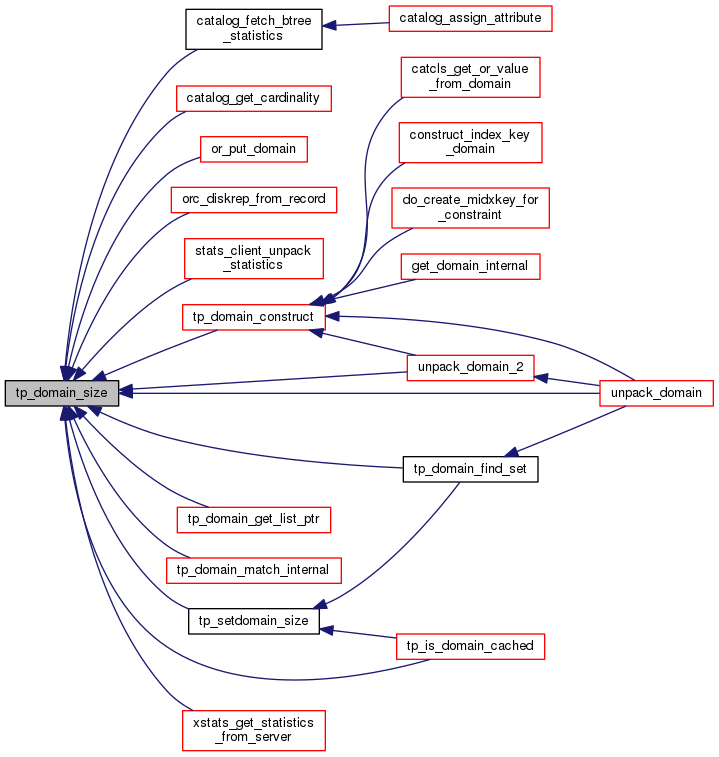 catalog_fetch_btree
_statistics
catalog_assign_attribute
catcls_get_or_value
_from_domain
catalog_get_cardinality
construct_index_key
_domain
or_put_domain
do_create_midxkey_for
_constraint
orc_diskrep_from_record
stats_client_unpack
_statistics
get_domain_internal
tp_domain_construct
unpack_domain_2
tp_domain_size
unpack_domain
tp_domain_find_set
tp_domain_get_list_ptr
tp_domain_match_internal
tp_setdomain_size
tp_is_domain_cached
xstats_get_statistics
_from_server